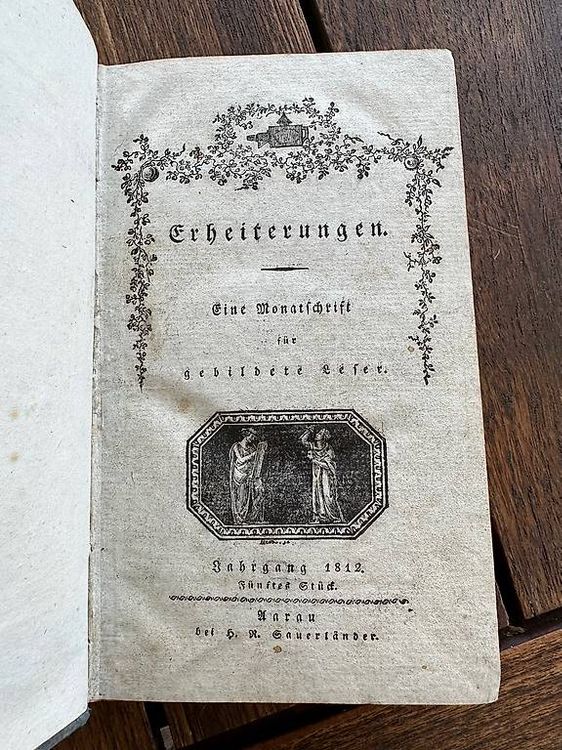 Erheiterungen.
Eine Monatschrift
für
gebildete Leser.
Jahrgang 1812.
Fünftes Stück.
Aarau
bei H. R. Sauerländer.